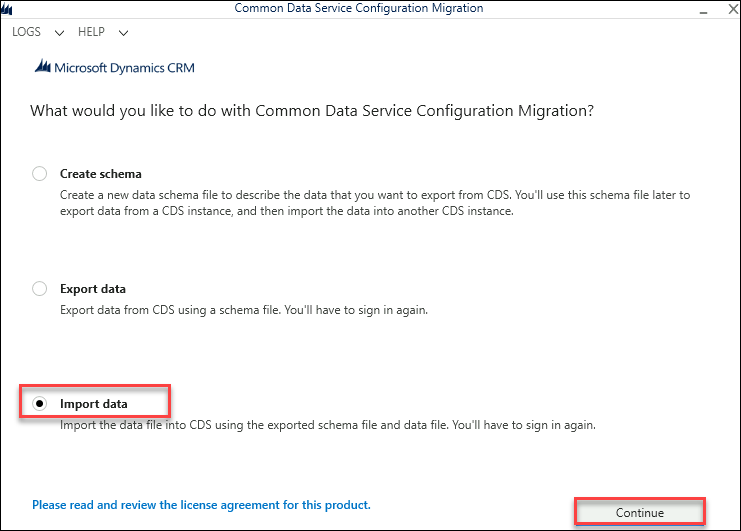 Common Data Service Configuration Migration
LOGS HELP
Microsoft Dynamics CRM
What would you like to do with Common Data Service Configuration Migration?
Create schema
Create a new data schema file to describe the data that you want to export from CDS. You'll use this schema file later to
export data from a CDS instance, and then import the data into another CDS instance.
Export data
Export data from CDS using a schema file. You'll have to sign in again.
Import data
Import the data file into CDS using the exported schema file and data file. You'll have to sign in again.
Please read and review the license agreement for this product.
Continue